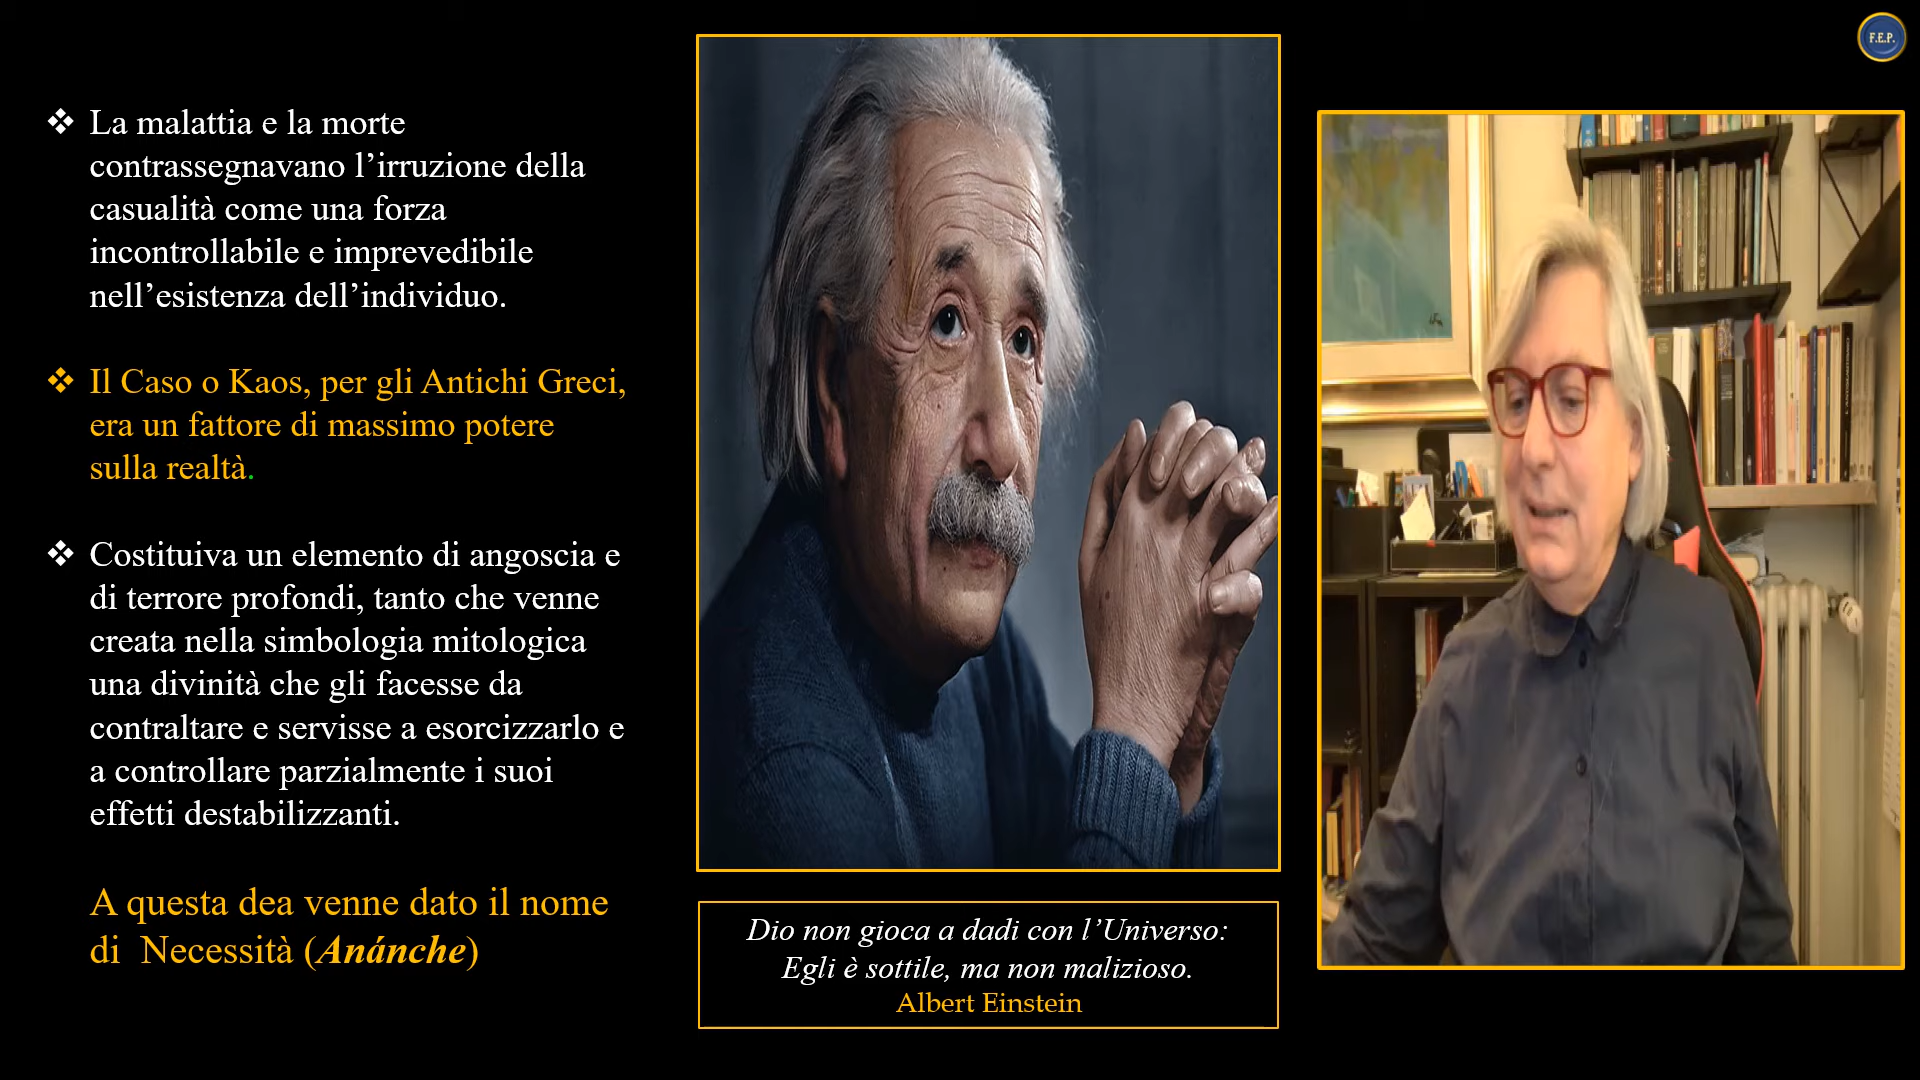 ❖ La malattia e la morte
contrassegnavano l’irruzione della
casualità come una forza
incontrollabile e imprevedibile
nell’esistenza dell’individuo.
❖ Il Caso o Kaos, per gli Antichi Greci,
era un fattore di massimo potere
sulla realtà.
❖ Costituiva un elemento di angoscia e
di terrore profondi, tanto che venne
creata nella simbologia mitologica
una divinità che gli facesse da
contraltare e servisse a esorcizzarlo e
a controllare parzialmente i suoi
effetti destabilizzanti.
A questa dea venne dato il nome
di Necessità (Anánche)
Dio non gioca a dadi con l’Universo:
Egli è sottile, ma non malizioso.
Albert Einstein
F.E.P.